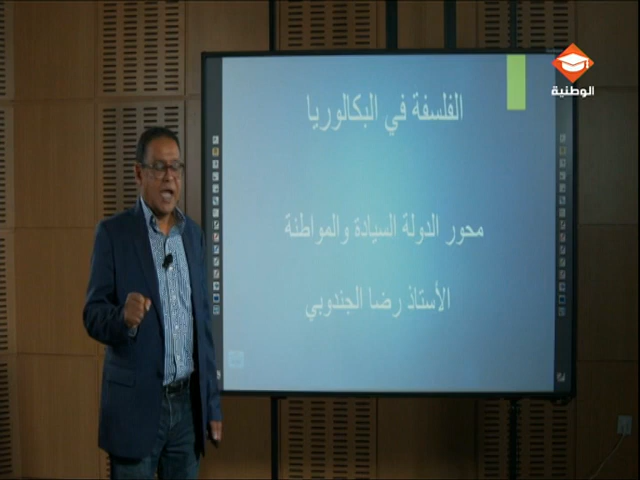 الوطنية
الفلسفة في البكالوريا
محور الدولة السيادة والمواطنة
الأستاذ رضا الجندوبي